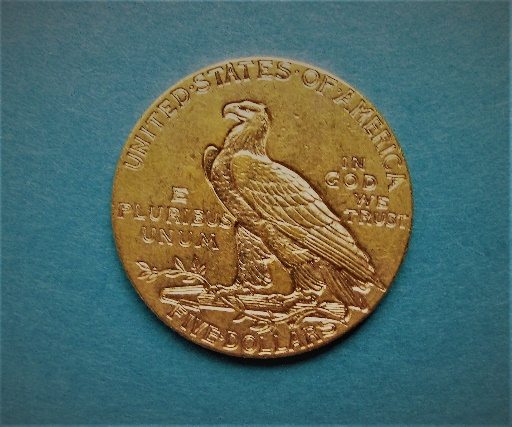 UNITED·STATES·OF·AMERICA
E
PLURIBUS
UNUM
IN
GOD
WE
TRUST
FIVE·DOLLARS